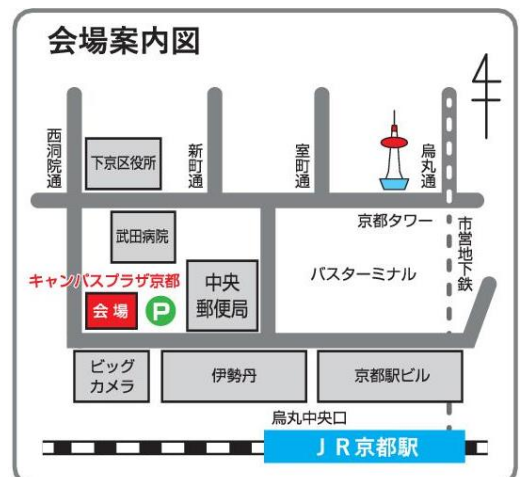 会場案内図
西洞院通
下京区役所
新町通
室町通
烏丸通
京都タワー
市営地下鉄
武田病院
キャンパスプラザ京都
会場
P
中央
郵便局
バスターミナル
ビッグ
カメラ
伊勢丹
京都駅ビル
烏丸中央口
JR京都駅